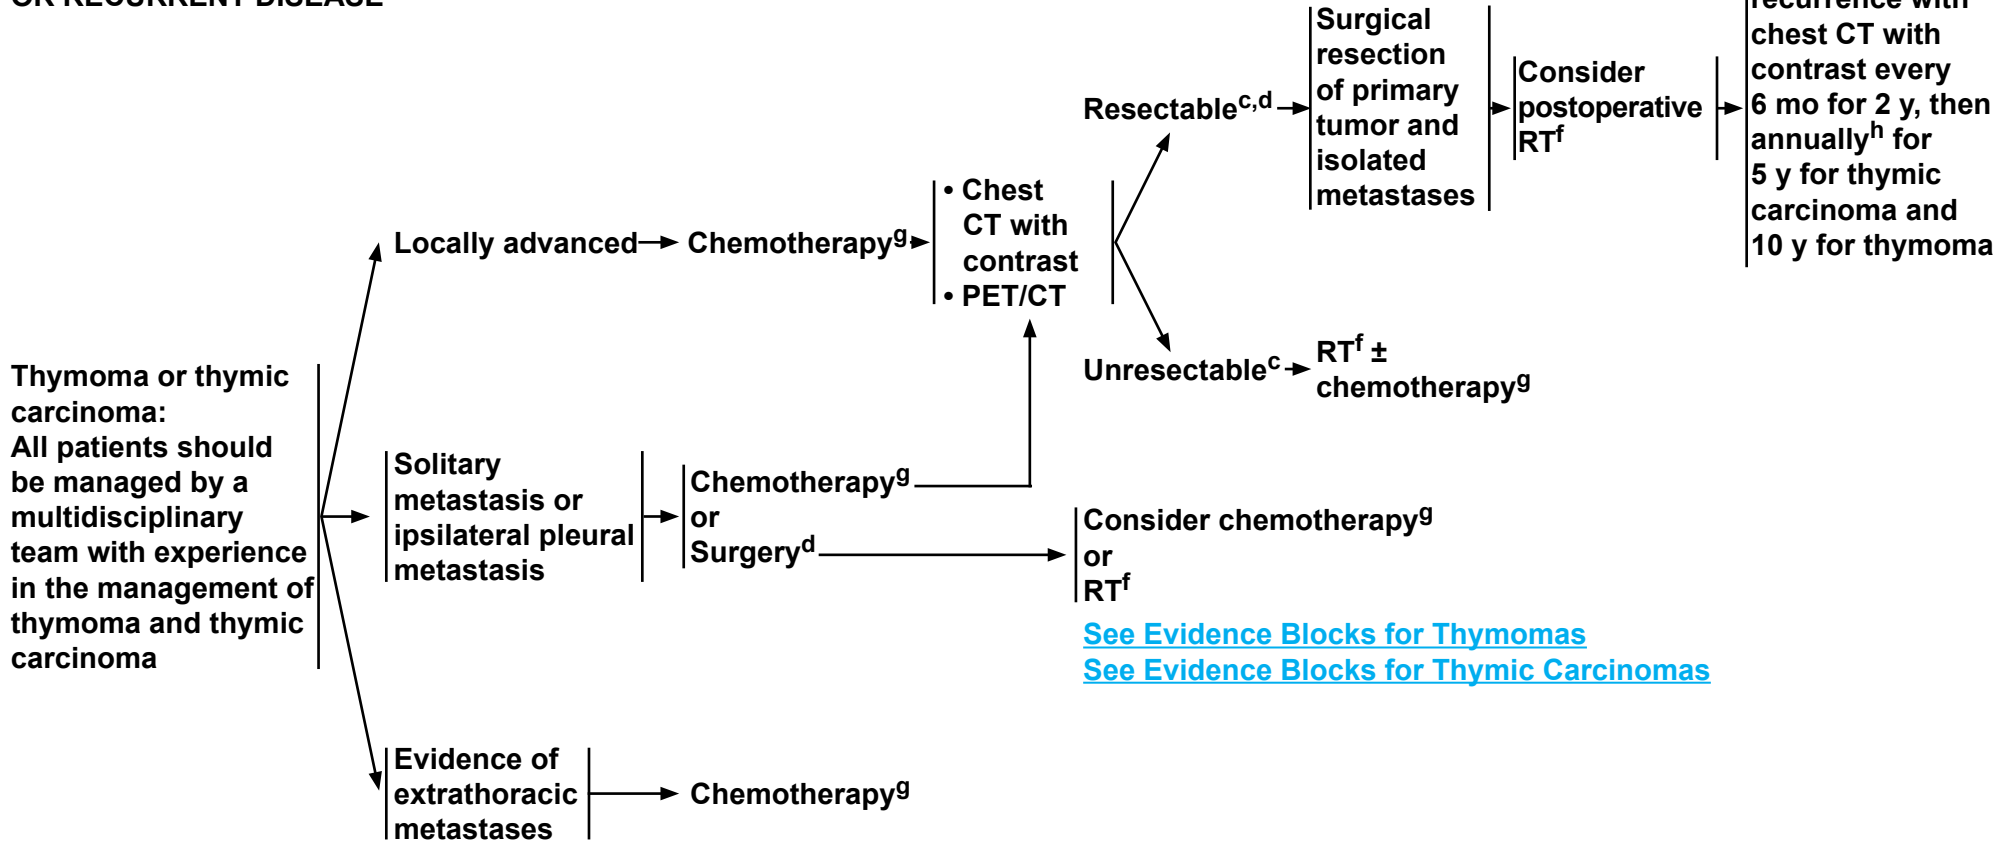 OR RECURRENT DISEASE
Thymoma or thymic
carcinoma:
All patients should
be managed by a
multidisciplinary
team with experience
in the management of
thymoma and thymic
carcinoma
Locally advanced
Chemotherapyg
• Chest
CT with
contrast
• PET/CT
Resectablec,d
Surgical
resection
of primary
tumor and
isolated
metastases
Consider
postoperative
RTf
recurrence with
chest CT with
contrast every
6 mo for 2 y, then
annuallyh for
5 y for thymic
carcinoma and
10 y for thymoma
Unresectablec
RTf ±
chemotherapyg
Solitary
metastasis or
ipsilateral pleural
metastasis
Chemotherapyg
or
Surgeryd
Consider chemotherapyg
or
RTf
See Evidence Blocks for Thymomas
See Evidence Blocks for Thymic Carcinomas
Evidence of
extrathoracic
metastases
Chemotherapyg